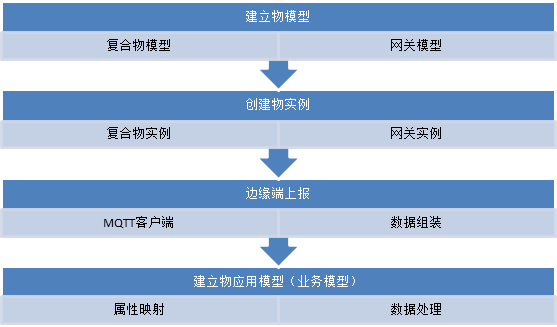 建立物模型
复合物模型 网关模型
创建物实例
复合物实例 网关实例
边缘端上报
MQTT客户端 数据组装
建立物应用模型（业务模型）
属性映射 数据处理